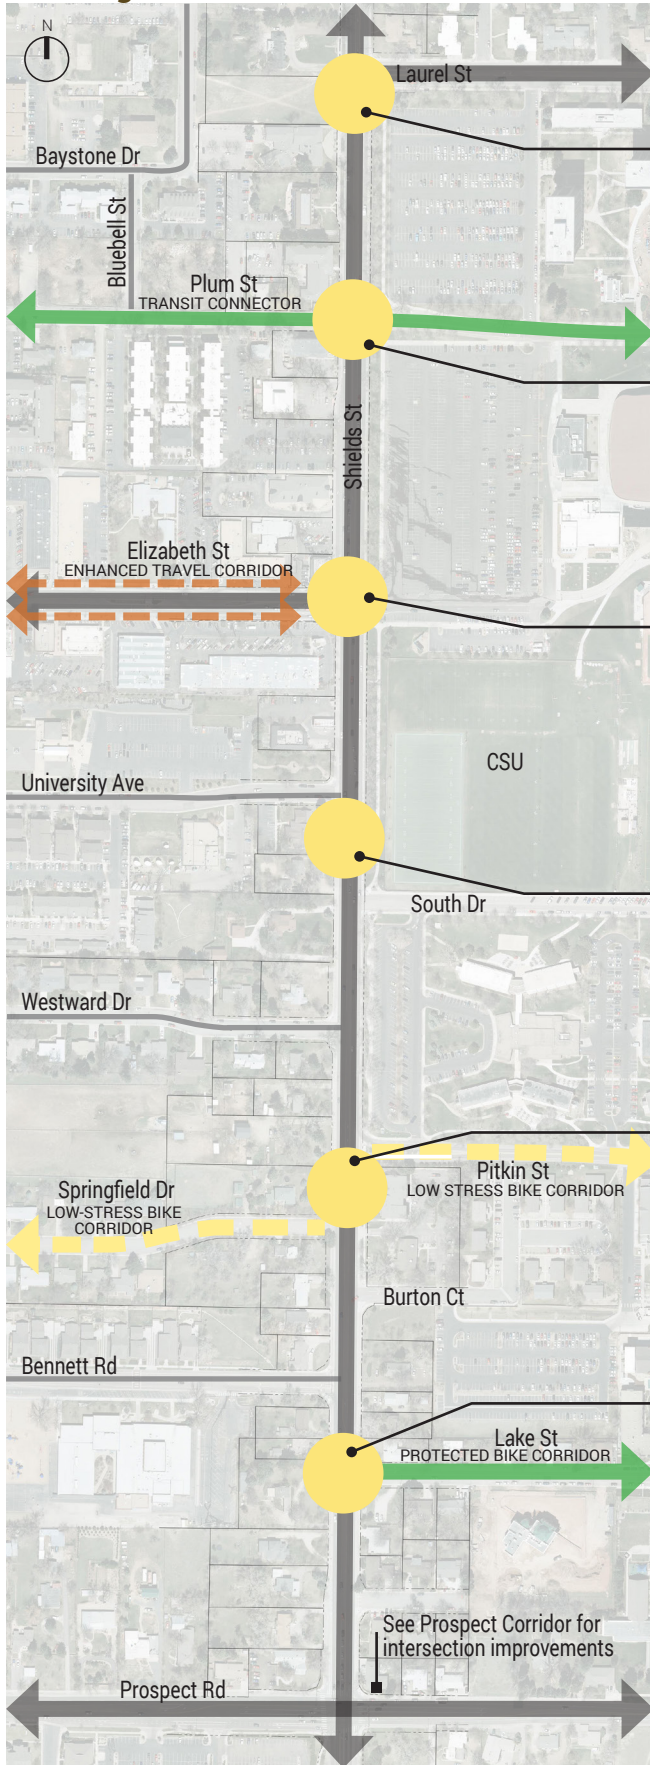 N
Laurel St
Baystone Dr
Bluebell St
Plum St
TRANSIT CONNECTOR
Shields St
Elizabeth St
ENHANCED TRAVEL CORRIDOR
CSU
University Ave
South Dr
Westward Dr
Pitkin St
LOW STRESS BIKE CORRIDOR
Springfield Dr
LOW-STRESS BIKE
CORRIDOR
Burton Ct
Bennett Rd
Lake St
PROTECTED BIKE CORRIDOR
See Prospect Corridor for
intersection improvements
Prospect Rd